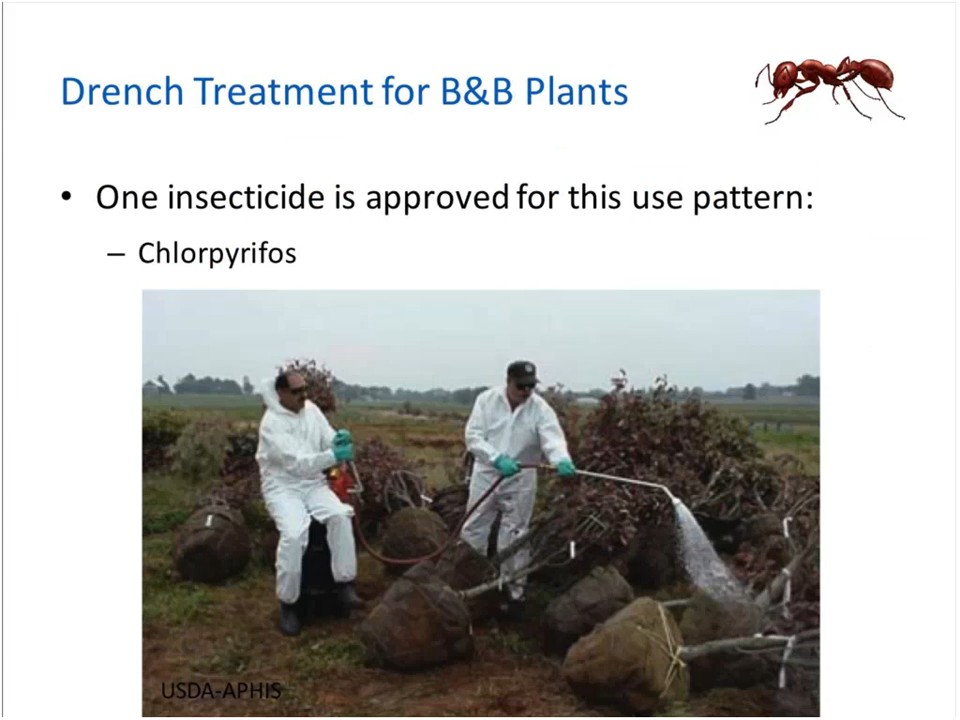 Drench Treatment for B&B Plants
• One insecticide is approved for this use pattern:
– Chlorpyrifos
USDA-APHIS